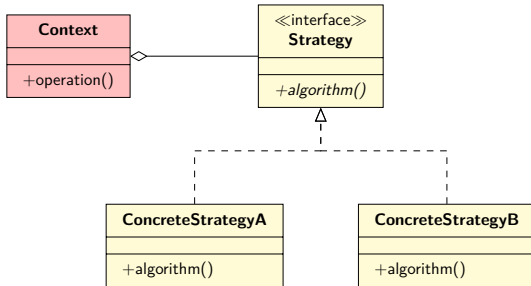 Context
+operation()
≪interface≫
Strategy
+algorithm()
ConcreteStrategyA
+algorithm()
ConcreteStrategyB
+algorithm()